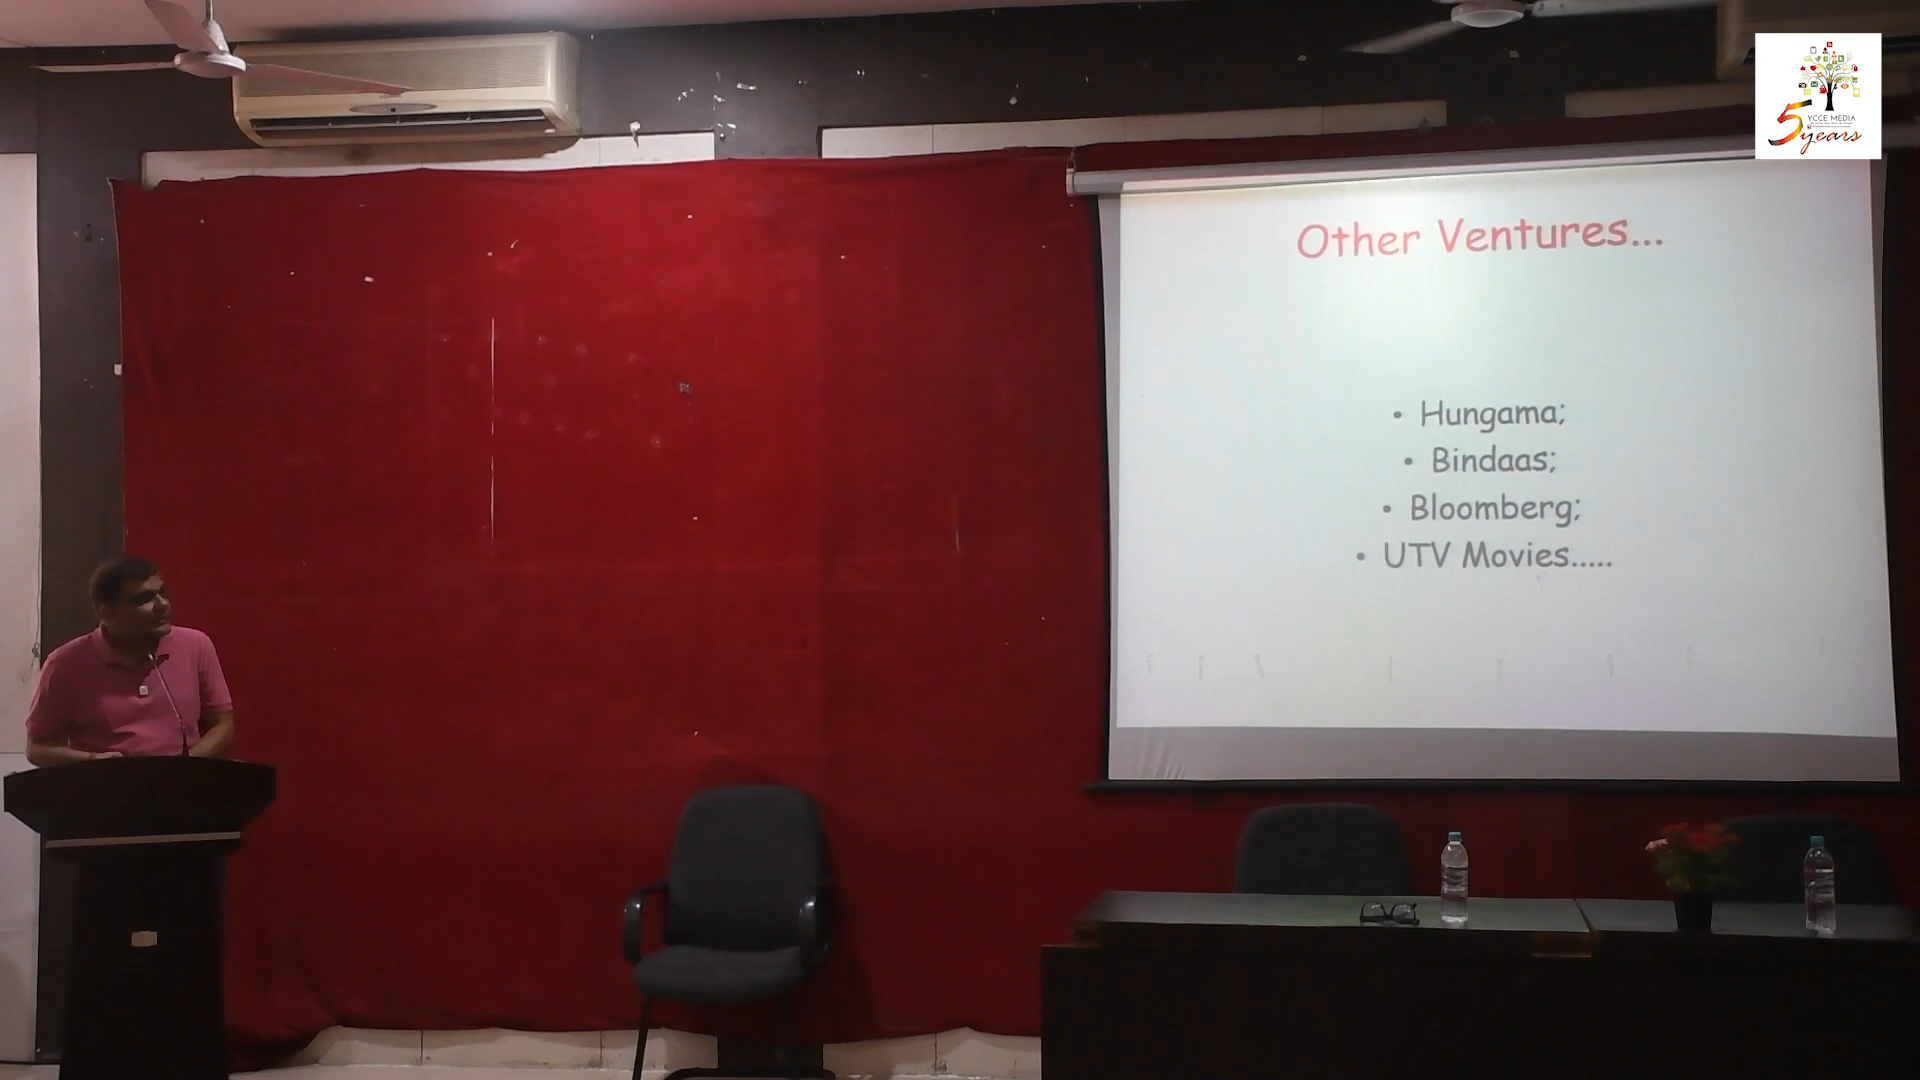 5 YCCE MEDIA
years
Other Ventures...
• Hungama;
• Bindaas;
• Bloomberg;
• UTV Movies.....